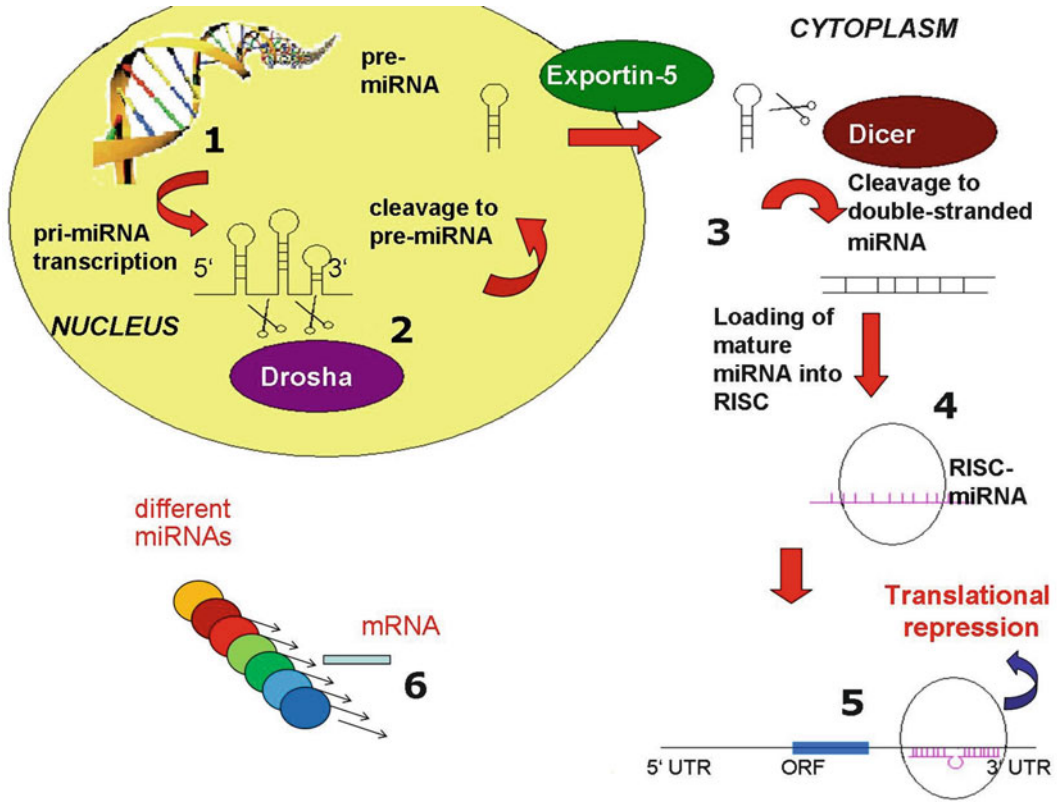 CYTOPLASM
pre-
miRNA
Exportin-5
1
Dicer
pri-miRNA
transcription
5‘
3‘
cleavage to
pre-miRNA
3
Cleavage to
double-stranded
miRNA
NUCLEUS
2
Drosha
Loading of
mature
miRNA into
RISC
4
RISC-
miRNA
different
miRNAs
mRNA
6
Translational
repression
5
5‘ UTR
ORF
3‘ UTR